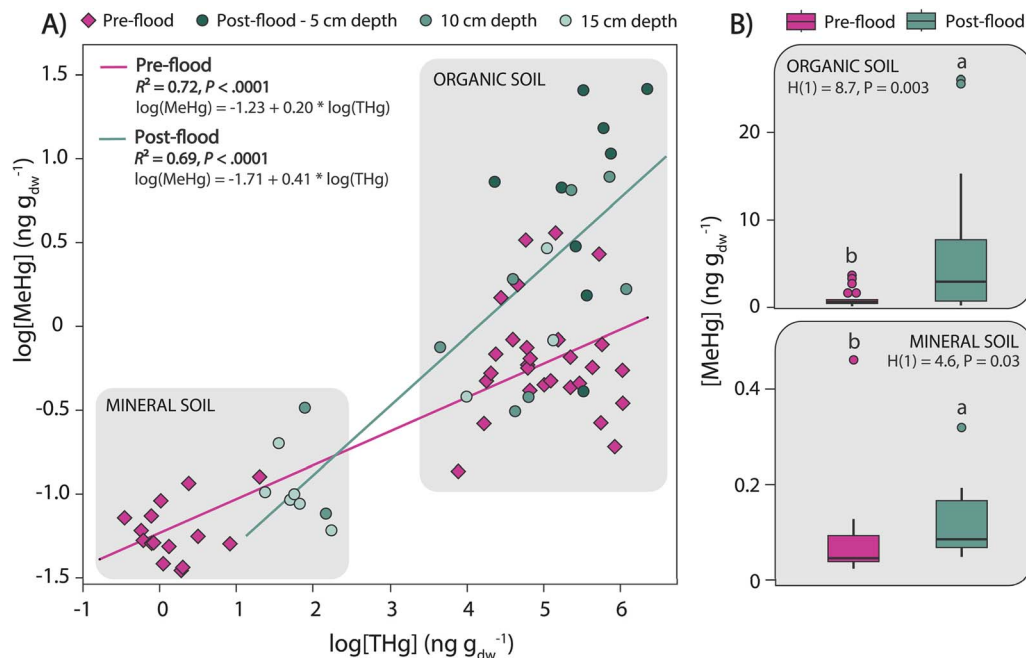 A)
Pre-flood
Post-flood - 5 cm depth
10 cm depth
15 cm depth
Pre-flood
R² = 0.72, P < .0001
log(MeHg) = -1.23 + 0.20 * log(THg)
Post-flood
R² = 0.69, P < .0001
log(MeHg) = -1.71 + 0.41 * log(THg)
ORGANIC SOIL
MINERAL SOIL
log[MeHg] (ng g_dw⁻¹)
1.5
1.0
0.5
0
-0.5
-1.0
-1.5
-1 0 1 2 3 4 5 6
log[THg] (ng g_dw⁻¹)
B)
Pre-flood
Post-flood
ORGANIC SOIL
H(1) = 8.7, P = 0.003
a
b
20
10
0
[MeHg] (ng g_dw⁻¹)
MINERAL SOIL
H(1) = 4.6, P = 0.03
b
a
0.4
0.2
0